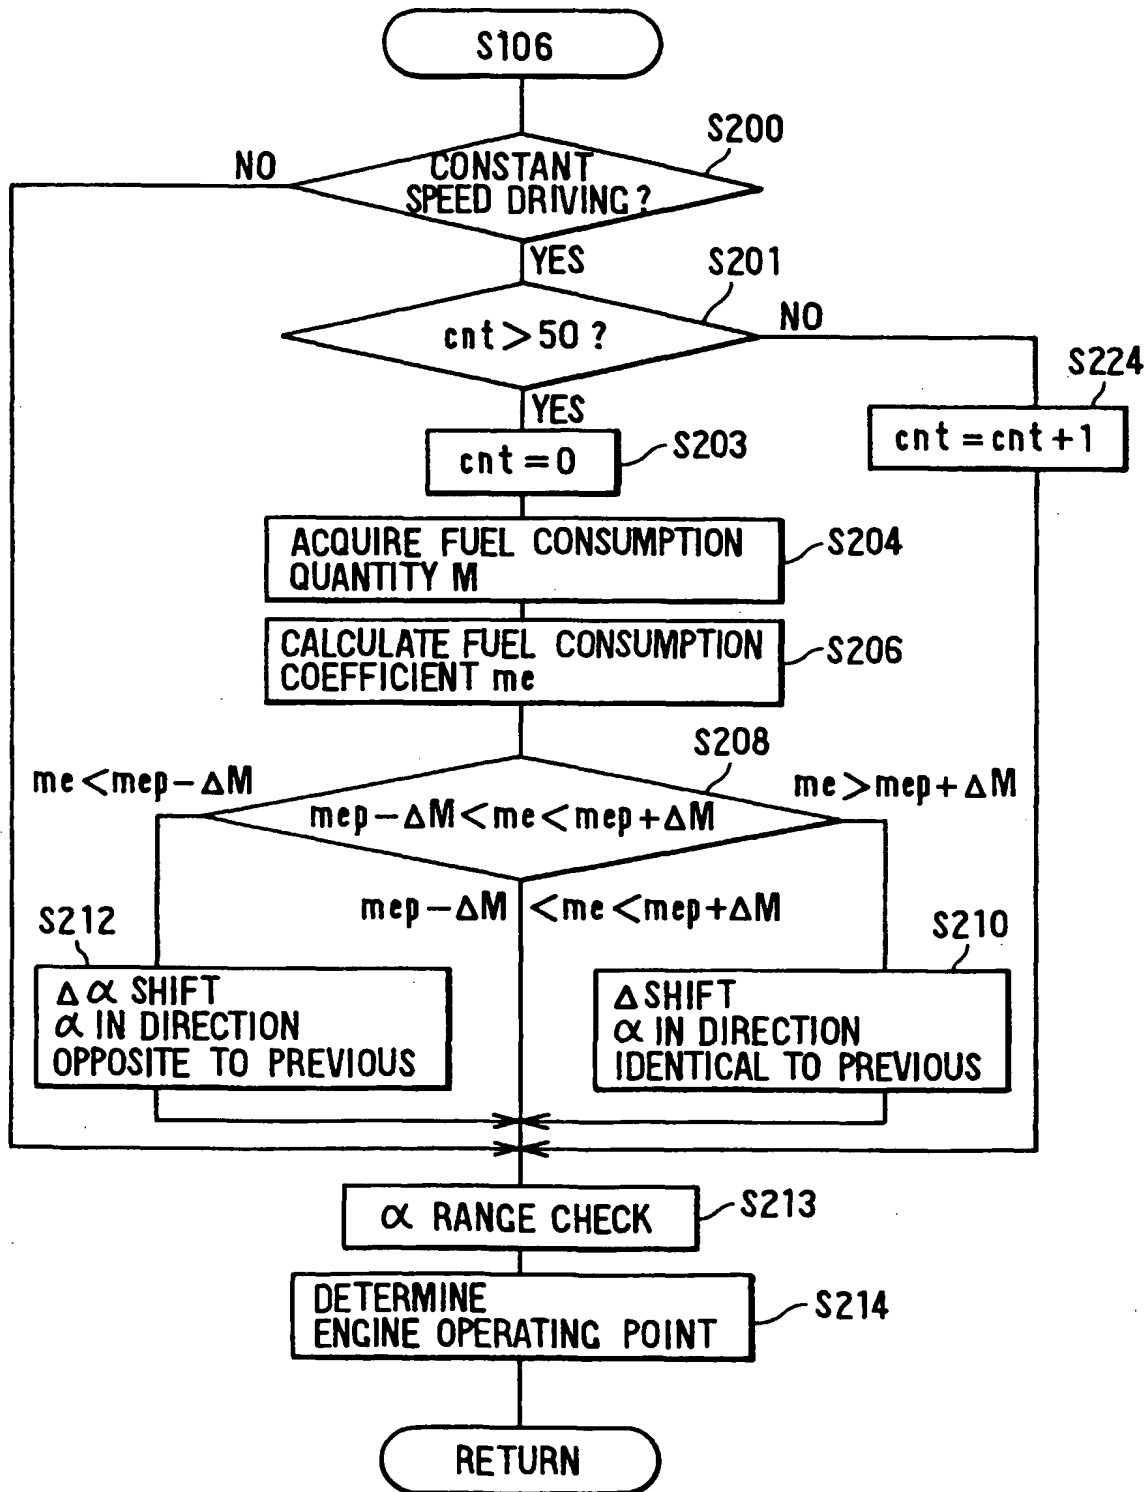 S106
S200
NO
CONSTANT
SPEED DRIVING?
YES
S201
cnt>50?
NO
S224
YES
cnt=cnt+1
cnt=0
S203
ACQUIRE FUEL CONSUMPTION
QUANTITY M
S204
CALCULATE FUEL CONSUMPTION
COEFFICIENT me
S206
S208
me<mep-ΔM
me>mep+ΔM
mep-ΔM<me<mep+ΔM
mep-ΔM <me<mep+ΔM
S212
S210
Δα SHIFT
α IN DIRECTION
OPPOSITE TO PREVIOUS
Δ SHIFT
α IN DIRECTION
IDENTICAL TO PREVIOUS
α RANGE CHECK
S213
DETERMINE
ENGINE OPERATING POINT
S214
RETURN